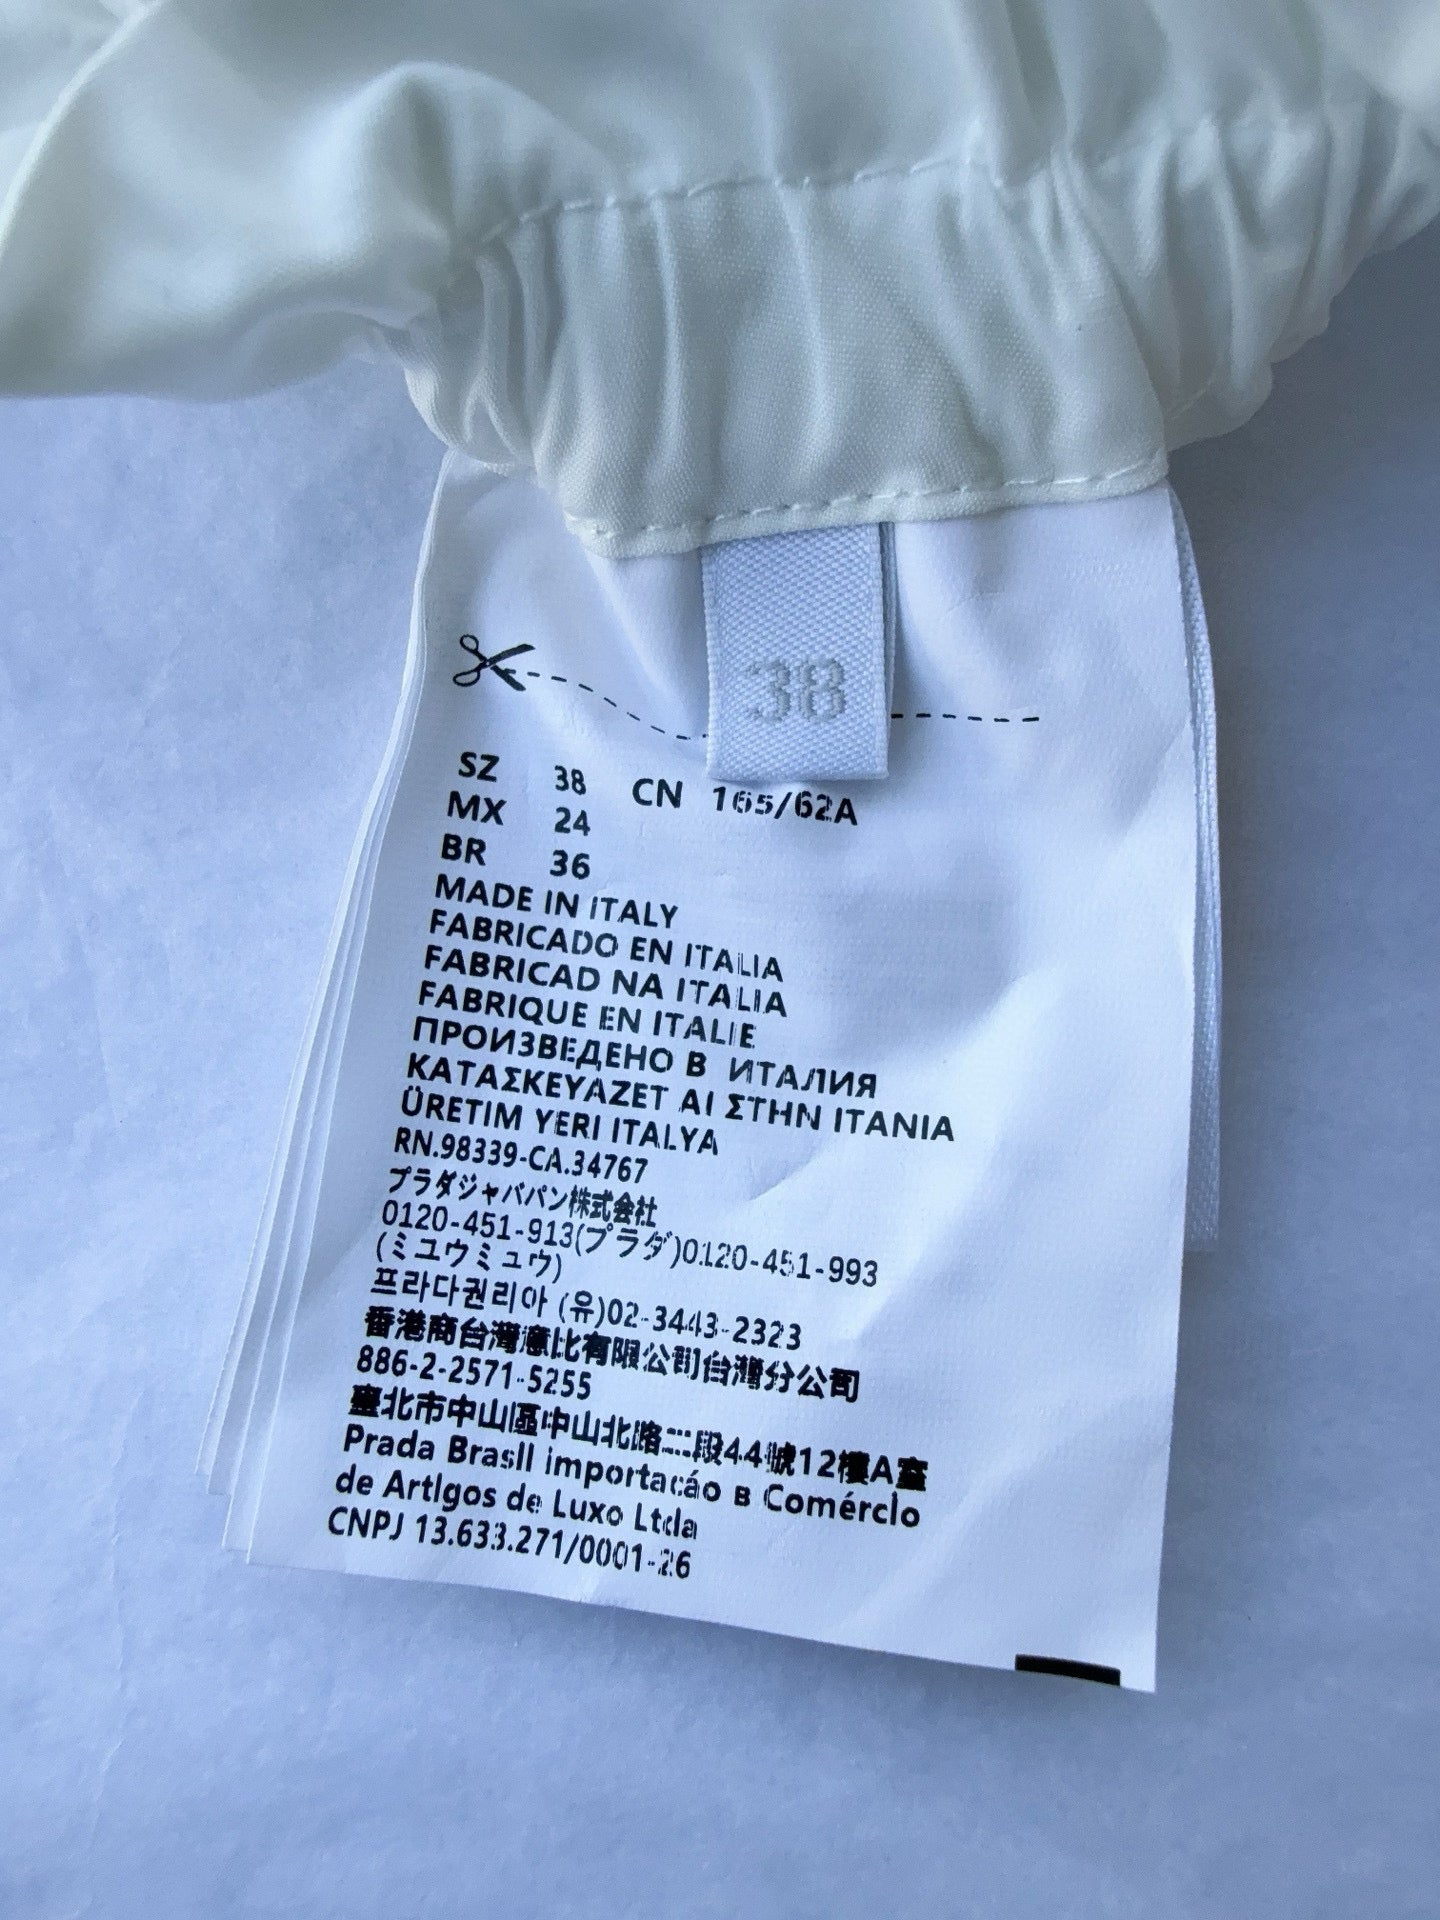 38
SZ 38 CN 165/62A
MX 24
BR 36
MADE IN ITALY
FABRICADO EN ITALIA
FABRICAD NA ITALIA
FABRIQUE EN ITALIE
ПРОИЗВЕДЕНО В ИТАЛИЯ
ΚΑΤΑΣΚΕΥΑΖΕΤ ΑΙ ΣΤΗΝ ΙΤΑΝΙΑ
ÜRETIM YERI ITALYA
RN.98339-CA.34767
プラダジャパパン株式会社
0120-451-913(プラダ)0120-451-993
(ミユウミュウ)
프라다권리아 (유)02-3443-2323
香港商台灣意比有限公司台灣分公司
886-2-2571-5255
臺北市中山區中山北路二段44號12樓A室
Prada Brasll importacáo в Comérclo
de Artlgos de Luxo Ltda
CNPJ 13.633.271/0001-26